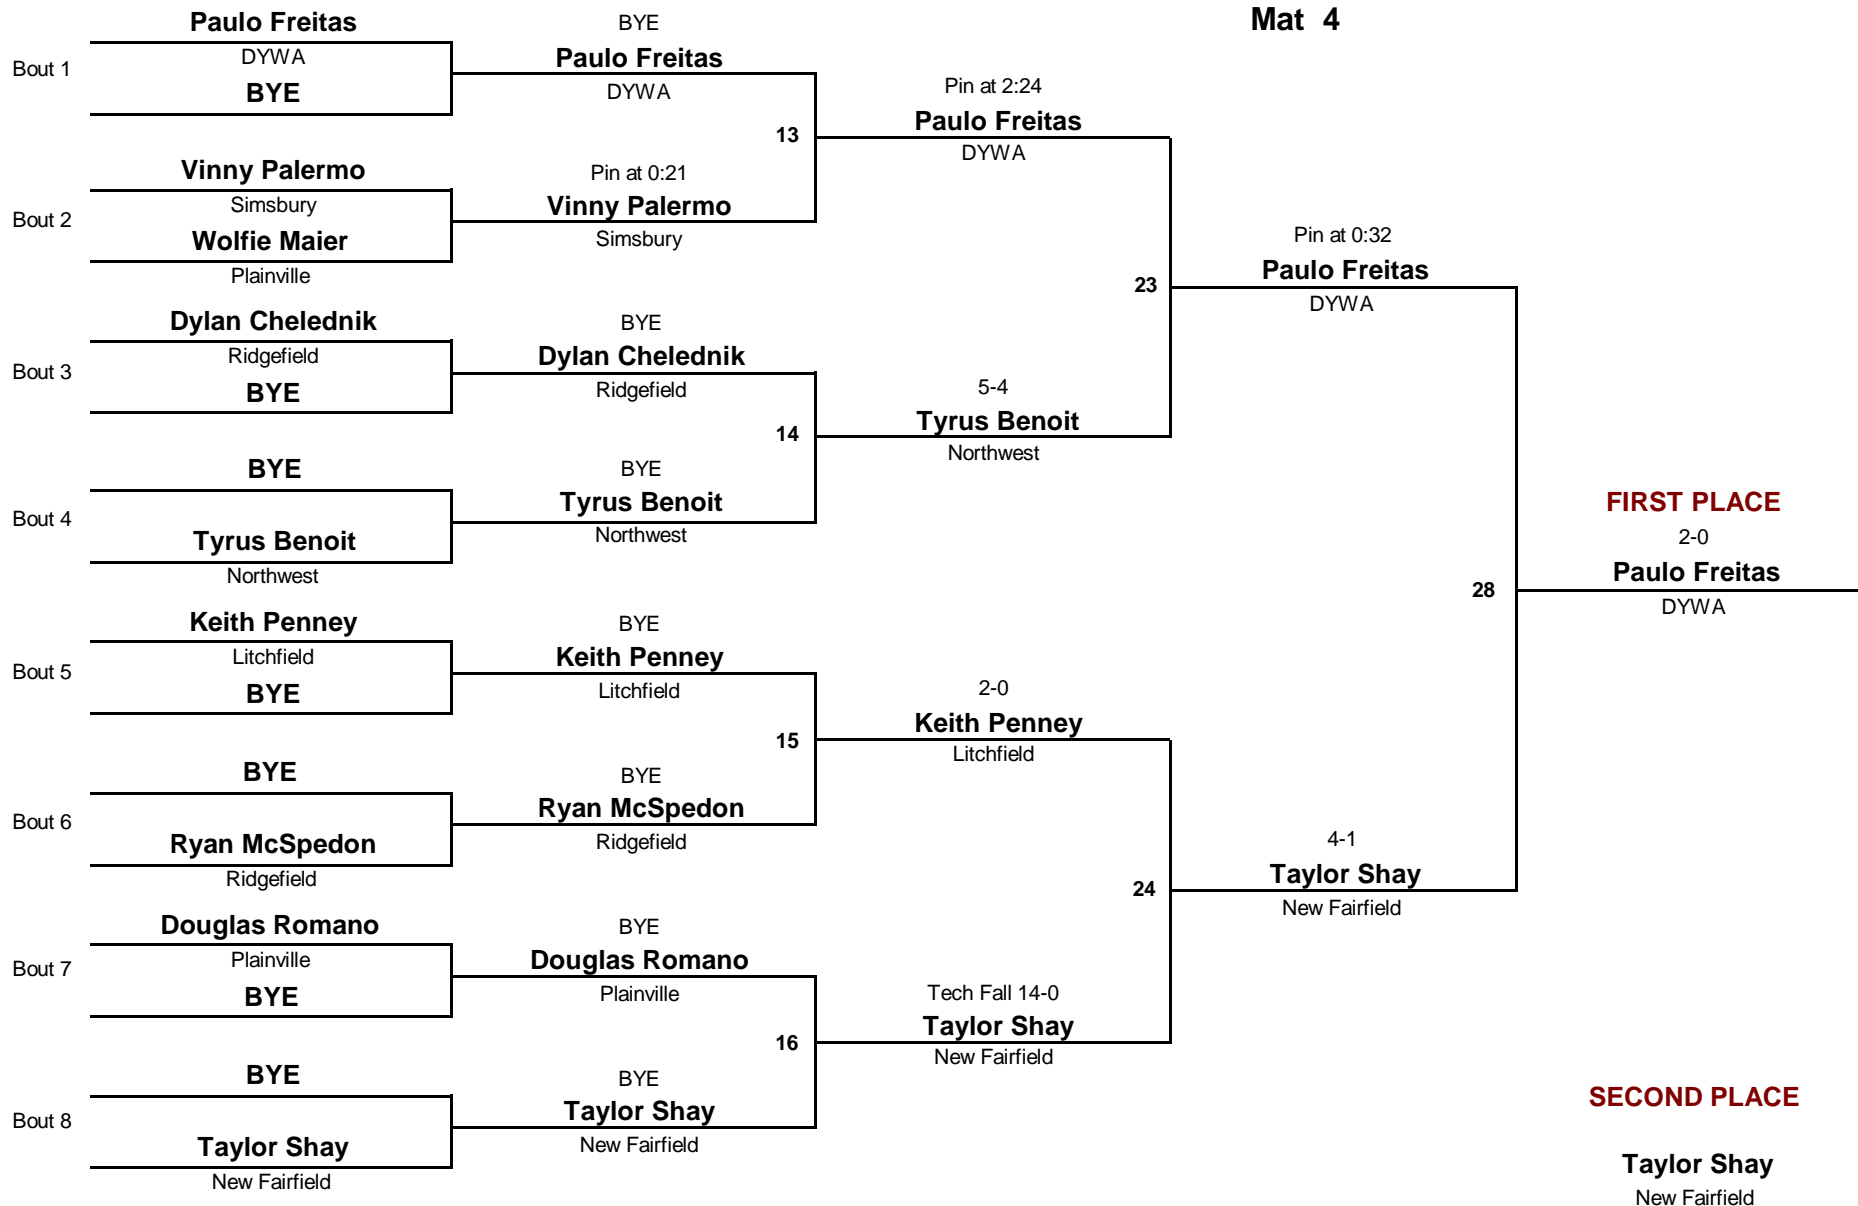 Mat 4
Bout 1
Paulo Freitas
DYWA
BYE
Bout 2
Vinny Palermo
Simsbury
Wolfie Maier
Plainville
Bout 3
Dylan Chelednik
Ridgefield
BYE
Bout 4
BYE
Tyrus Benoit
Northwest
Bout 5
Keith Penney
Litchfield
BYE
Bout 6
BYE
Ryan McSpedon
Ridgefield
Bout 7
Douglas Romano
Plainville
BYE
Bout 8
BYE
Taylor Shay
New Fairfield
BYE
Paulo Freitas
DYWA
13
Pin at 0:21
Vinny Palermo
Simsbury
BYE
Dylan Chelednik
Ridgefield
14
BYE
Tyrus Benoit
Northwest
BYE
Keith Penney
Litchfield
15
BYE
Ryan McSpedon
Ridgefield
BYE
Douglas Romano
Plainville
16
BYE
Taylor Shay
New Fairfield
Pin at 2:24
Paulo Freitas
DYWA
23
5-4
Tyrus Benoit
Northwest
2-0
Keith Penney
Litchfield
24
Tech Fall 14-0
Taylor Shay
New Fairfield
Pin at 0:32
Paulo Freitas
DYWA
28
4-1
Taylor Shay
New Fairfield
FIRST PLACE
2-0
Paulo Freitas
DYWA
SECOND PLACE
Taylor Shay
New Fairfield